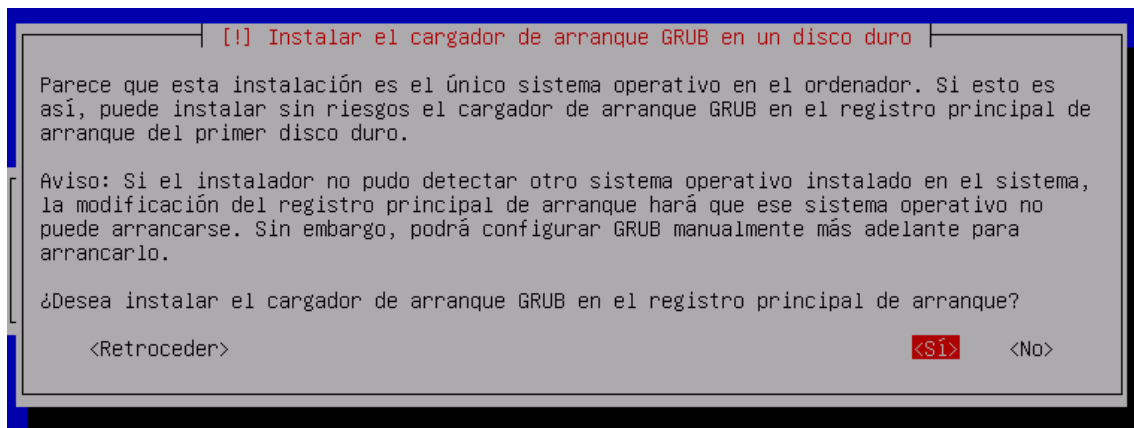 [!] Instalar el cargador de arranque GRUB en un disco duro
Parece que esta instalación es el único sistema operativo en el ordenador. Si esto es
así, puede instalar sin riesgos el cargador de arranque GRUB en el registro principal de
arranque del primer disco duro.
Aviso: Si el instalador no pudo detectar otro sistema operativo instalado en el sistema,
la modificación del registro principal de arranque hará que ese sistema operativo no
puede arrancarse. Sin embargo, podrá configurar GRUB manualmente más adelante para
arrancarlo.
¿Desea instalar el cargador de arranque GRUB en el registro principal de arranque?
<Retroceder> <Sí> <No>